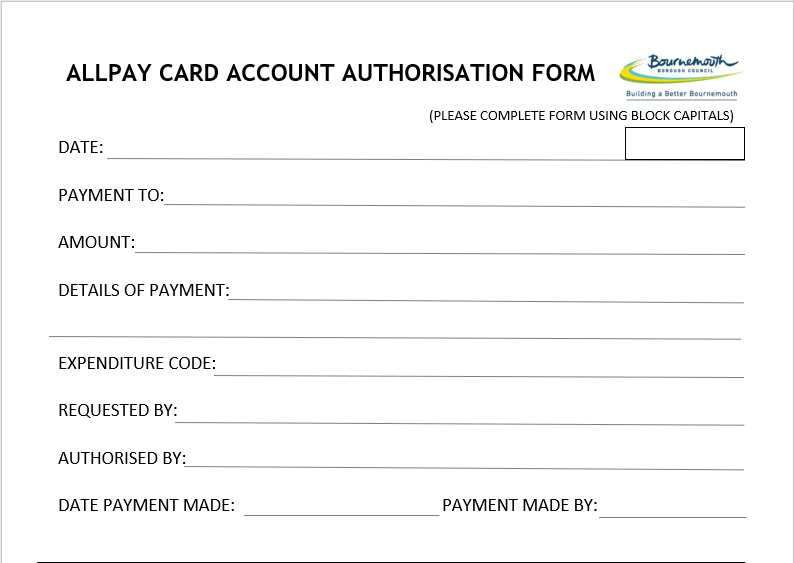 ALLPAY CARD ACCOUNT AUTHORISATION FORM
Bournemouth
BOROUGH COUNCIL
Building a Better Bournemouth
(PLEASE COMPLETE FORM USING BLOCK CAPITALS)
DATE:
PAYMENT TO:
AMOUNT:
DETAILS OF PAYMENT:
EXPENDITURE CODE:
REQUESTED BY:
AUTHORISED BY:
DATE PAYMENT MADE: PAYMENT MADE BY: